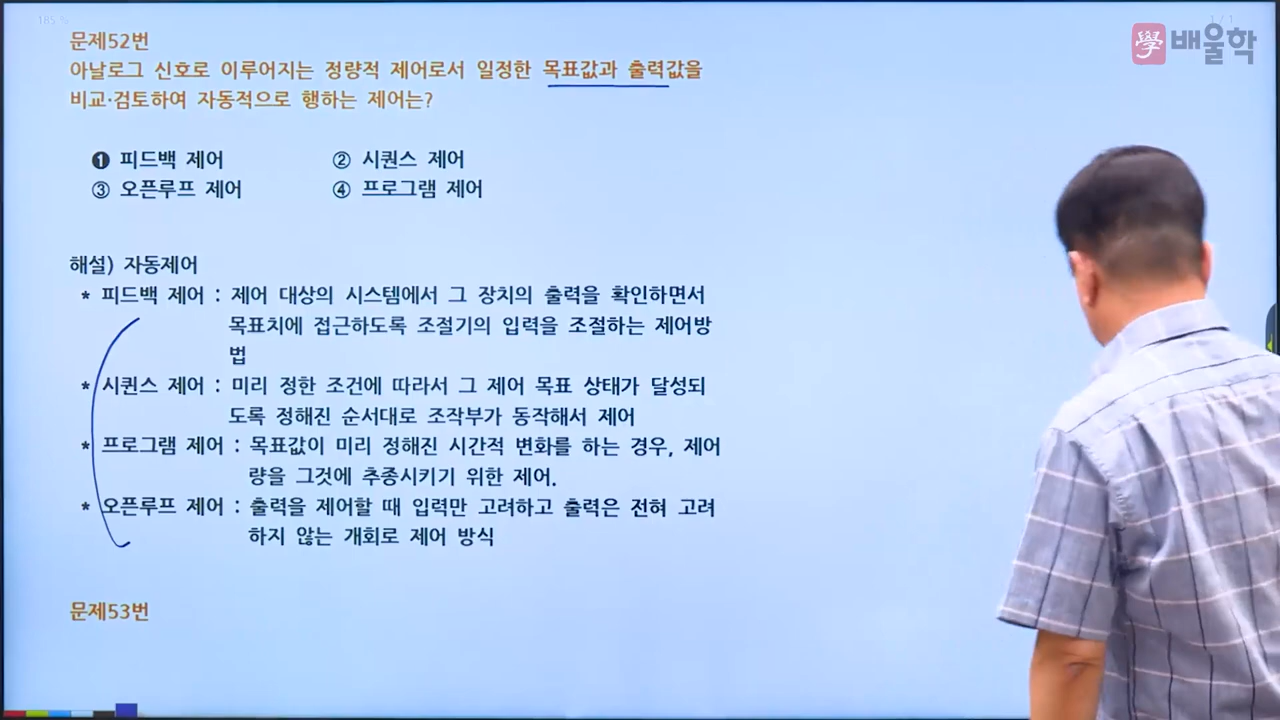 185 %
1 / 1
學 배울학
문제52번
아날로그 신호로 이루어지는 정량적 제어로서 일정한 목표값과 출력값을
비교·검토하여 자동적으로 행하는 제어는?
❶ 피드백 제어 ② 시퀀스 제어
③ 오픈루프 제어 ④ 프로그램 제어
해설) 자동제어
* 피드백 제어 : 제어 대상의 시스템에서 그 장치의 출력을 확인하면서
목표치에 접근하도록 조절기의 입력을 조절하는 제어방
법
* 시퀀스 제어 : 미리 정한 조건에 따라서 그 제어 목표 상태가 달성되
도록 정해진 순서대로 조작부가 동작해서 제어
* 프로그램 제어 : 목표값이 미리 정해진 시간적 변화를 하는 경우, 제어
량을 그것에 추종시키기 위한 제어.
* 오픈루프 제어 : 출력을 제어할 때 입력만 고려하고 출력은 전혀 고려
하지 않는 개회로 제어 방식
문제53번